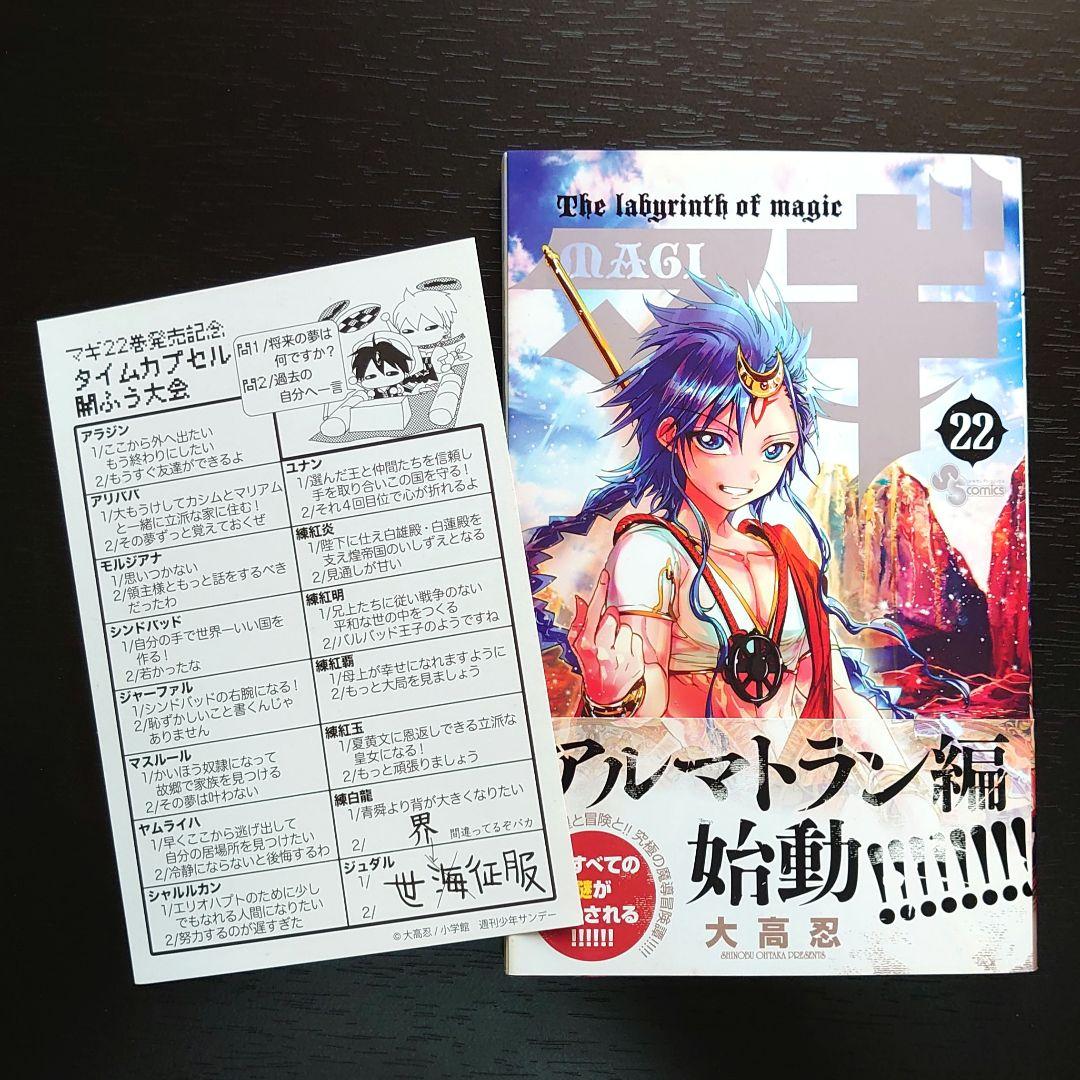 マギ22巻発売記念
タイムカプセル
開ふう大会
問1/将来の夢は
何ですか?
問2/過去の
自分へ一言
アラジン
1/ここから外へ出たい
もう終わりにしたい
2/もうすぐ友達ができるよ
アリババ
1/大もうけしてカシムとマリアム
と一緒に立派な家に住む!
2/その夢ずっと覚えておくぜ
モルジアナ
1/思いつかない
2/領主様ともっと話をするべき
だったわ
シンドバッド
1/自分の手で世界一いい国を
作る!
2/若かったな
ジャーファル
1/シンドバッドの右腕になる!
2/恥ずかしいこと書くんじゃ
ありません
マスルール
1/かいほう奴隷になって
故郷で家族を見つける
2/その夢は叶わない
ヤムライハ
1/早くここから逃げ出して
自分の居場所を見つけたい
2/冷静にならないと後悔するわ
シャルルカン
1/エリオハプトのために少し
でもなれる人間になりたい
2/努力するのが遅すぎた
ユナン
1/選んだ王と仲間たちを信頼し
手を取り合いこの国を守る!
2/それ4回目位で心が折れるよ
練紅炎
1/陛下に仕え白雄殿・白蓮殿を
支え煌帝国のいしずえとなる
2/見通しが甘い
練紅明
1/兄上たちに従い戦争のない
平和な世の中をつくる
2/バルバッド王子のようですね
練紅覇
1/母上が幸せになれますように
2/もっと大局を見ましょう
練紅玉
1/夏黄文に恩返しできる立派な
皇女になる!
2/もっと頑張りましょう
練白龍
1/青舜より背が大きくなりたい
2/
界 間違ってるぞバカ
ジュダル
1/
世海征服
2/
©大高忍/小学館 週刊少年サンデー
The labyrinth of magic
マギ
MAGI
22
少年サンデーコミックス
comics
アルマトラン編
始動!!!!!!!!!
と冒険と!! 究極の魔導冒険譚!!!!
すべての
謎が
される
!!!!!!
大高忍
SHINOBU OHTAKA PRESENTS